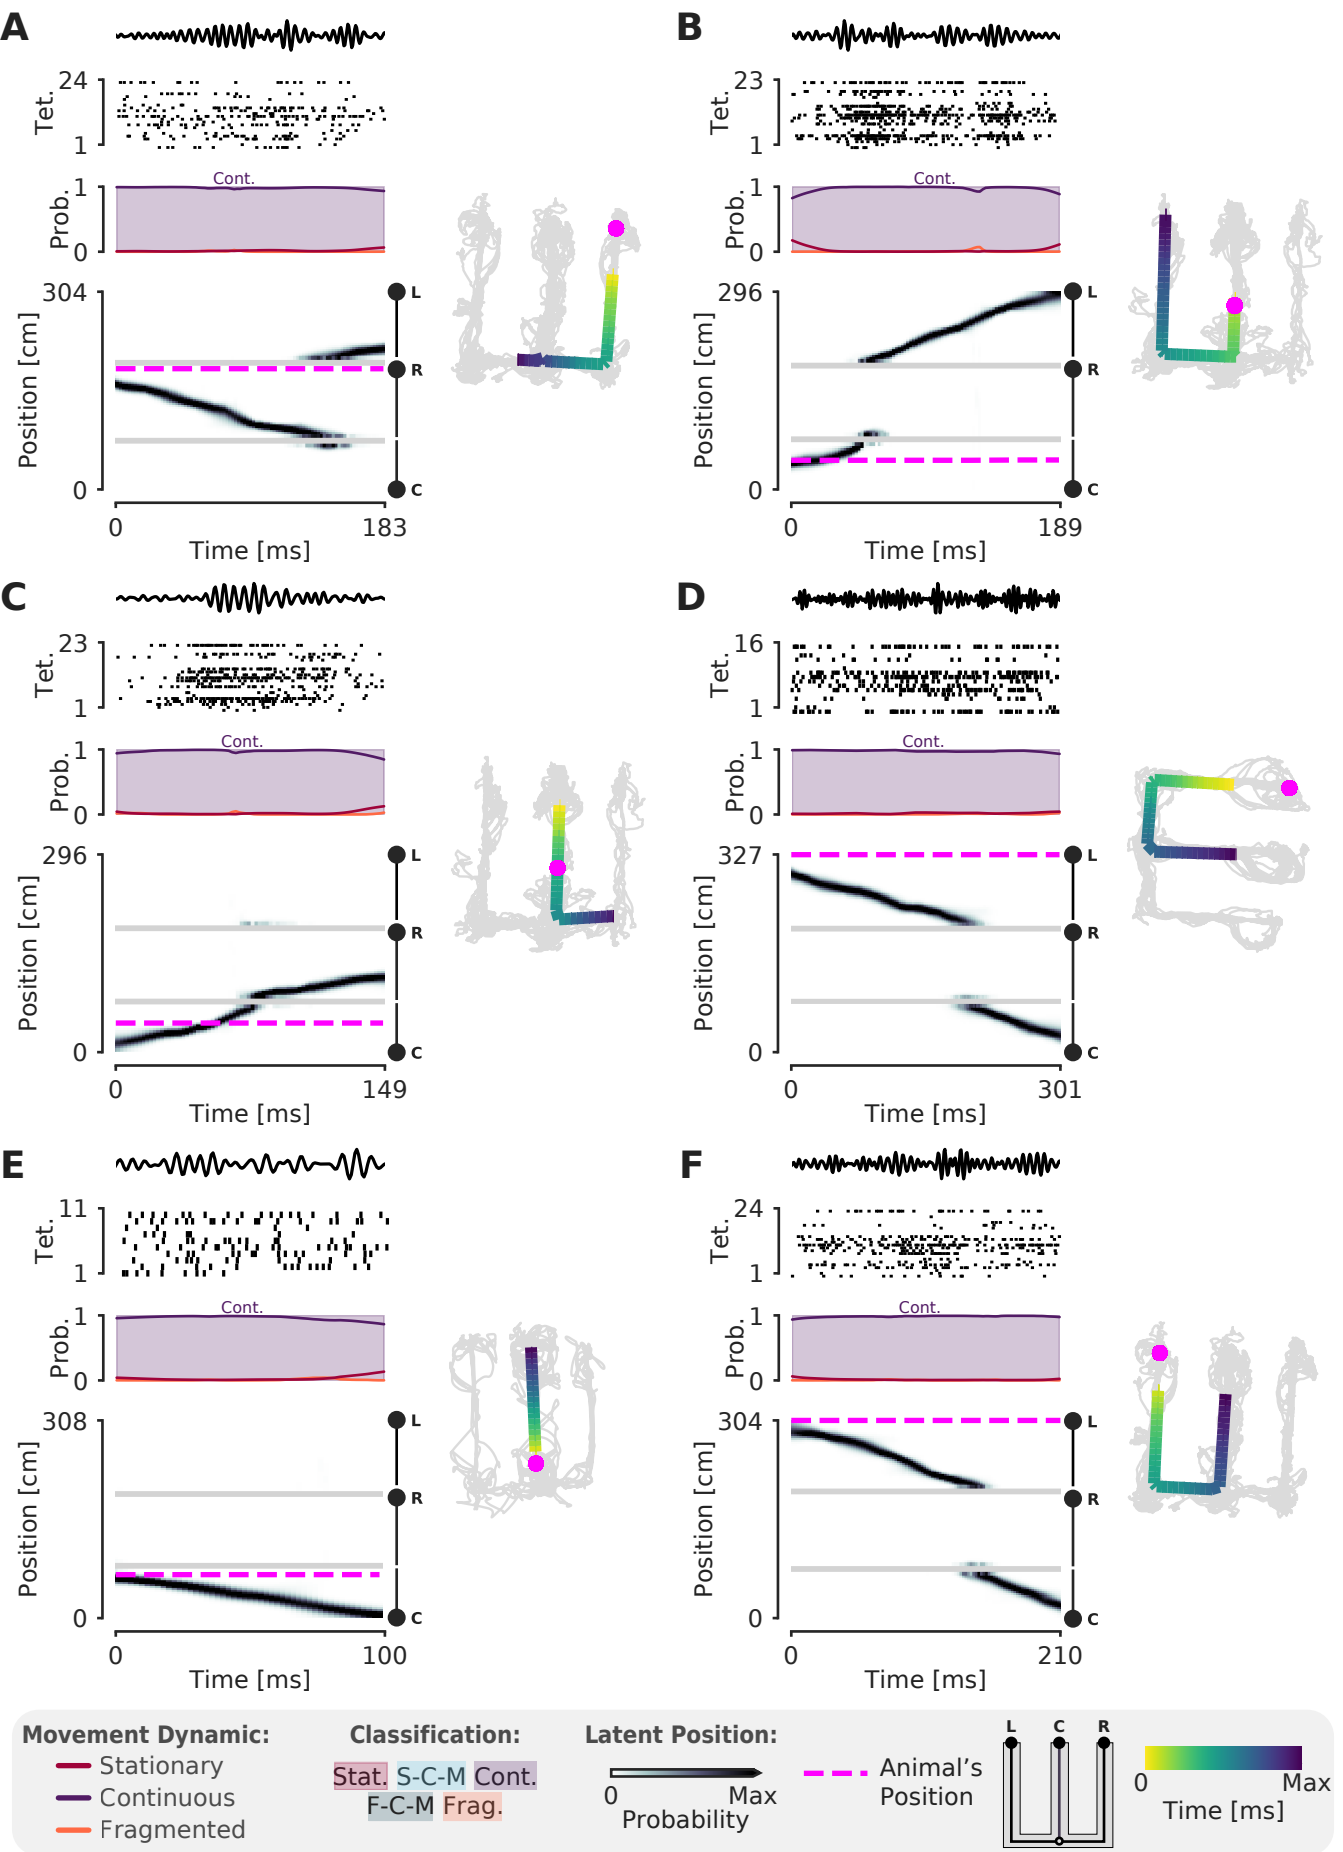 A
24
Tet.
1
Cont.
1
Prob.
0
304
L
Position [cm]
R
0
C
0 183
Time [ms]
B
23
Tet.
1
Cont.
1
Prob.
0
296
L
Position [cm]
R
0
C
0 189
Time [ms]
C
23
Tet.
1
Cont.
1
Prob.
0
296
L
Position [cm]
R
0
C
0 149
Time [ms]
D
16
Tet.
1
Cont.
1
Prob.
0
327
L
Position [cm]
R
0
C
0 301
Time [ms]
E
11
Tet.
1
Cont.
1
Prob.
0
308
L
Position [cm]
R
0
C
0 100
Time [ms]
F
24
Tet.
1
Cont.
1
Prob.
0
304
L
Position [cm]
R
0
C
0 210
Time [ms]
Movement Dynamic:
Stationary
Continuous
Fragmented
Classification:
Stat. S-C-M Cont.
F-C-M Frag.
Latent Position:
0 Max
Probability
Animal's
Position
L C R
0 Max
Time [ms]